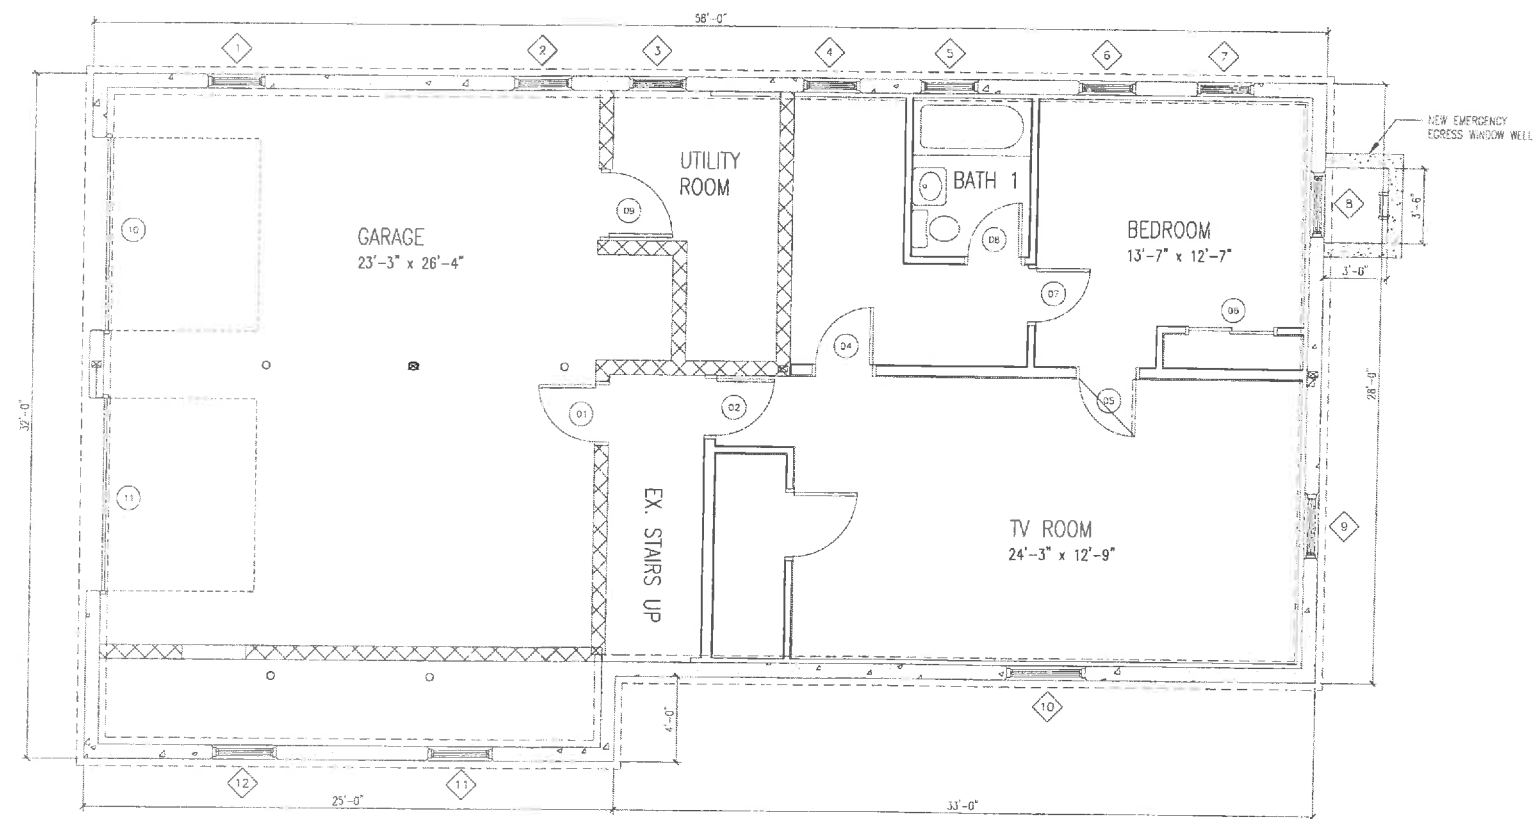 58'-0"
1
2
3
4
5
6
7
NEW EMERGENCY
EGRESS WINDOW WELL
UTILITY
ROOM
BATH 1
8
3'-6"
09
10
GARAGE
23'-3" x 26'-4"
08
BEDROOM
13'-7" x 12'-7"
3'-6"
07
06
04
32'-0"
28'-0"
01
02
05
11
EX. STAIRS UP
TV ROOM
24'-3" x 12'-9"
9
10
4'-0"
12
11
25'-0"
33'-0"